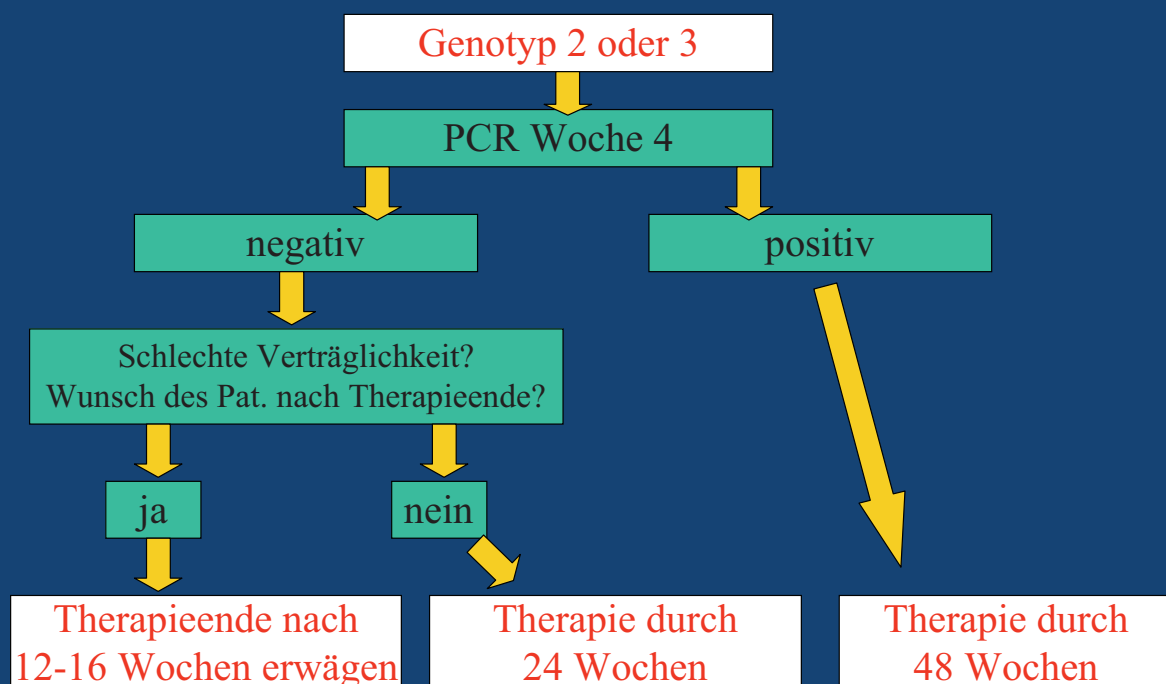 Genotyp 2 oder 3
PCR Woche 4
negativ
positiv
Schlechte Verträglichkeit?
Wunsch des Pat. nach Therapieende?
ja
nein
Therapieende nach
12-16 Wochen erwägen
Therapie durch
24 Wochen
Therapie durch
48 Wochen